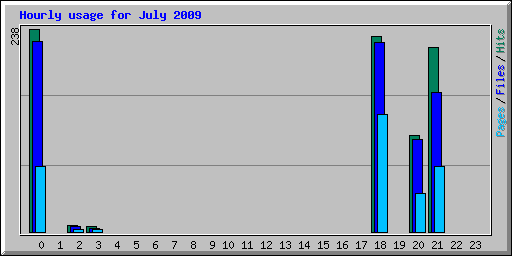 Hourly usage for July 2009
238
Pages / Files / Hits
0 1 2 3 4 5 6 7 8 9 10 11 12 13 14 15 16 17 18 19 20 21 22 23